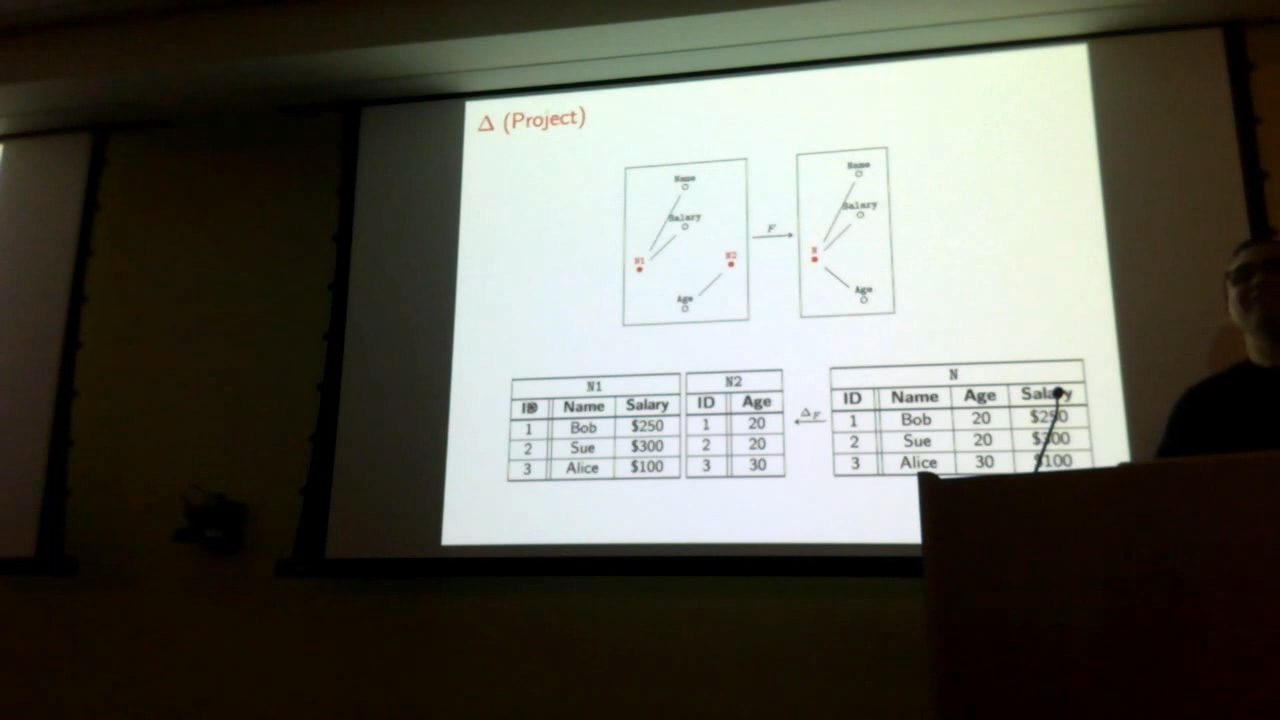 Δ (Project)
Name
Salary
N1
N2
Age
F
Name
Salary
N
Age
N1
ID Name Salary
1 Bob $250
2 Sue $300
3 Alice $100
N2
ID Age
1 20
2 20
3 30
Δ_F
N
ID Name Age Salary
1 Bob 20 $250
2 Sue 20 $300
3 Alice 30 $100